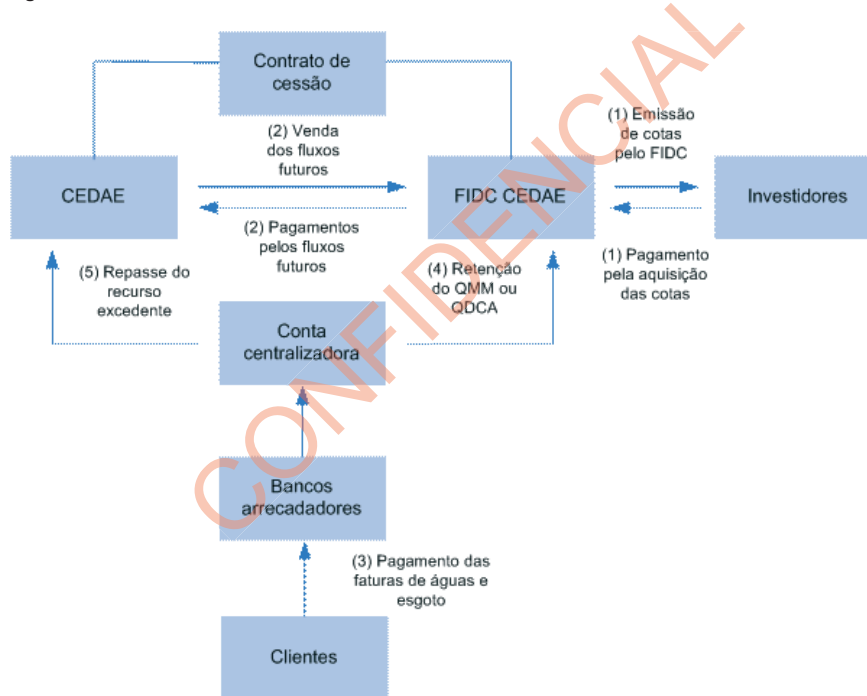 Contrato de
cessão
(2) Venda
dos fluxos
futuros
(1) Emissão
de cotas
pelo FIDC
CEDAE
FIDC CEDAE
Investidores
(2) Pagamentos
pelos fluxos
futuros
(1) Pagamento
pela aquisição
das cotas
(5) Repasse do
recurso
excedente
(4) Retenção
do QMM ou
QDCA
Conta
centralizadora
Bancos
arrecadadores
(3) Pagamento das
faturas de águas e
esgoto
Clientes
CONFIDENCIAL